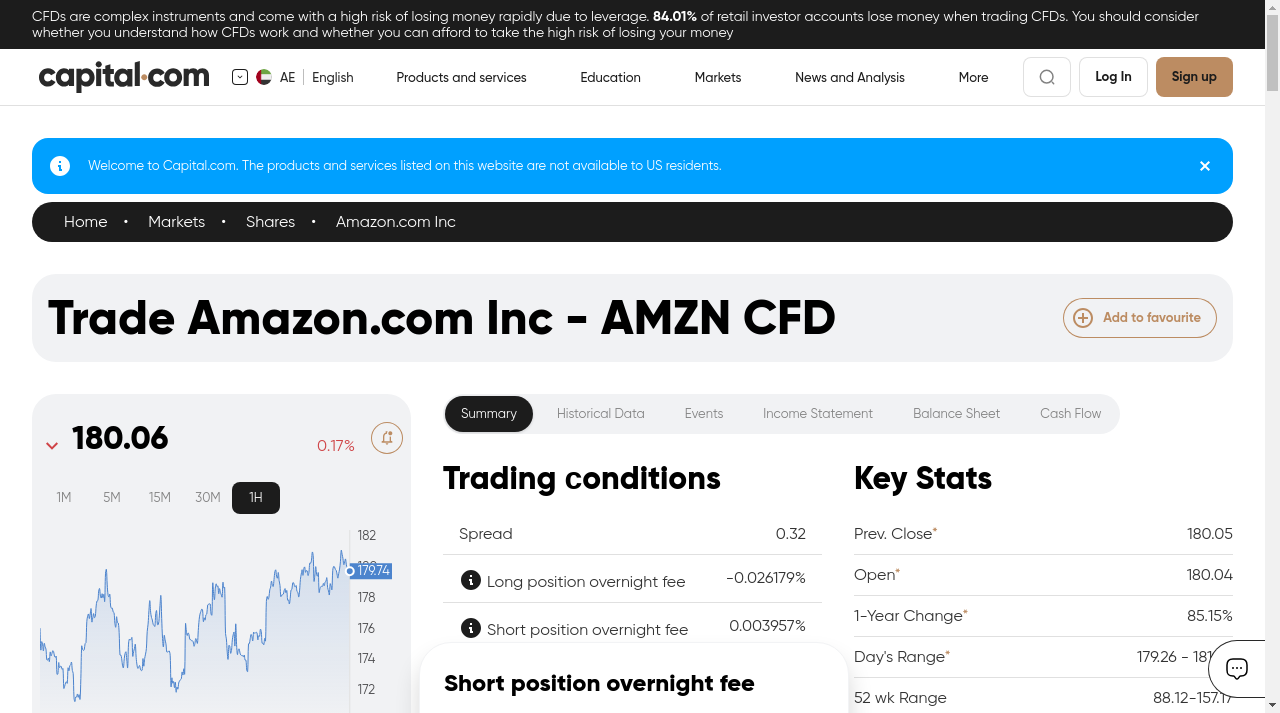 CFDs are complex instruments and come with a high risk of losing money rapidly due to leverage. 84.01% of retail investor accounts lose money when trading CFDs. You should consider
whether you understand how CFDs work and whether you can afford to take the high risk of losing your money
capital.com
AE English
Products and services
Education
Markets
News and Analysis
More
Log In
Sign up
Welcome to Capital.com. The products and services listed on this website are not available to US residents.
Home • Markets • Shares • Amazon.com Inc
Trade Amazon.com Inc - AMZN CFD
Add to favourite
180.06
0.17%
1M 5M 15M 30M 1H
182
179.74
178
176
174
172
Summary Historical Data Events Income Statement Balance Sheet Cash Flow
Trading conditions
Spread 0.32
Long position overnight fee -0.026179%
Short position overnight fee 0.003957%
Short position overnight fee
Key Stats
Prev. Close* 180.05
Open* 180.04
1-Year Change* 85.15%
Day's Range* 179.26 -
52 wk Range 88.12-157.17